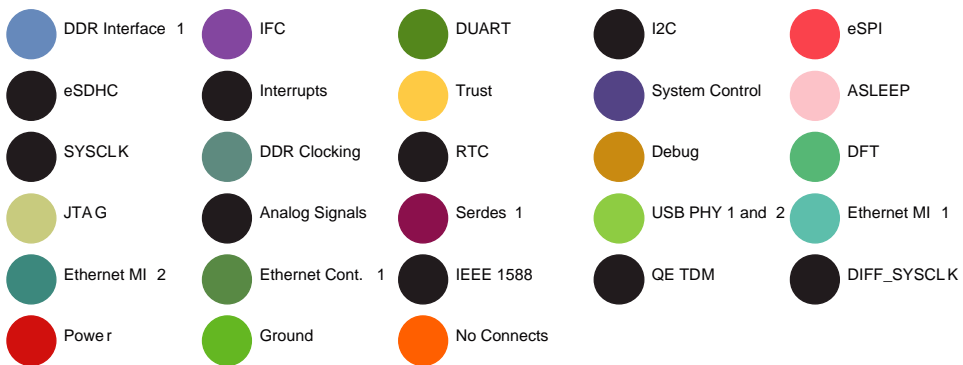 DDR Interface 1 IFC DUART I2C eSPI
eSDHC Interrupts Trust System Control ASLEEP
SYSCLK DDR Clocking RTC Debug DFT
JTAG Analog Signals Serdes 1 USB PHY 1 and 2 Ethernet MI 1
Ethernet MI 2 Ethernet Cont. 1 IEEE 1588 QE TDM DIFF_SYSCLK
Power Ground No Connects